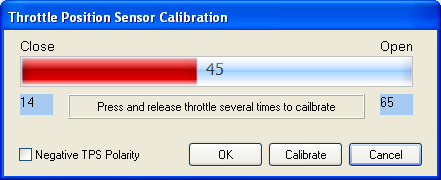 Throttle Position Sensor Calibration
Close Open
45
14 Press and release throttle several times to cailbrate 65
Negative TPS Polarity OK Calibrate Cancel